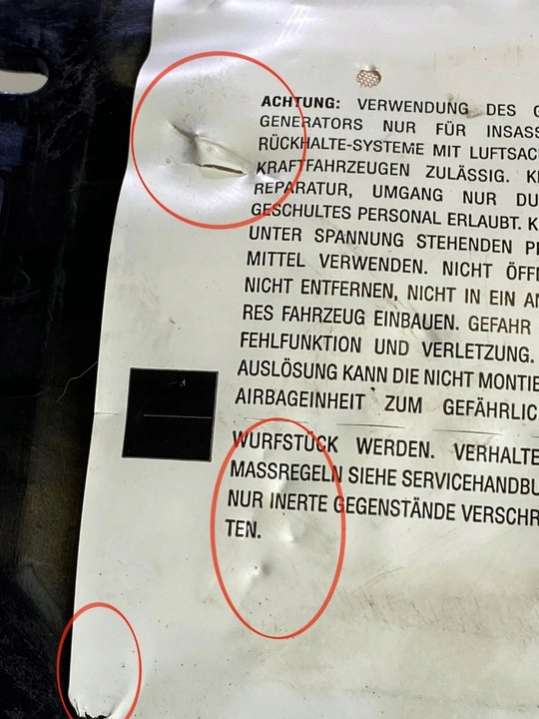 ACHTUNG: VERWENDUNG DES G
GENERATORS NUR FÜR INSASS
RÜCKHALTE-SYSTEME MIT LUFTSAC
KRAFTFAHRZEUGEN ZULÄSSIG. K
REPARATUR, UMGANG NUR DU
GESCHULTES PERSONAL ERLAUBT. K
UNTER SPANNUNG STEHENDEN P
MITTEL VERWENDEN. NICHT ÖFF
NICHT ENTFERNEN, NICHT IN EIN AN
RES FAHRZEUG EINBAUEN. GEFAHR
FEHLFUNKTION UND VERLETZUNG.
AUSLÖSUNG KANN DIE NICHT MONTIE
AIRBAGEINHEIT ZUM GEFÄHRLIC
WURFSTÜCK WERDEN. VERHALTE
MASSREGELN SIEHE SERVICEHANDBU
NUR INERTE GEGENSTÄNDE VERSCHR
TEN.